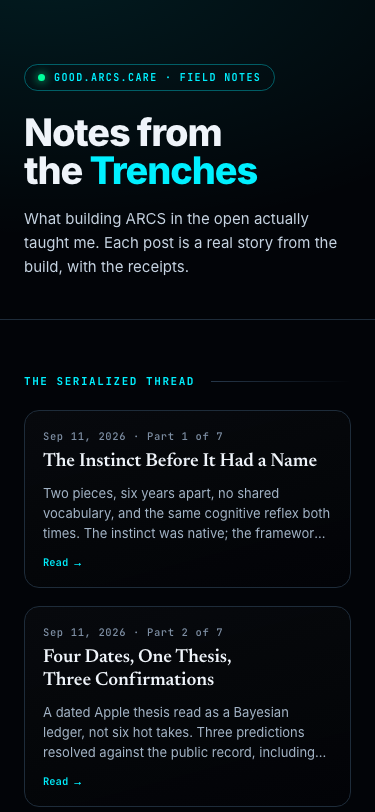 GOOD.ARCS.CARE · FIELD NOTES
Notes from
the Trenches
What building ARCS in the open actually
taught me. Each post is a real story from the
build, with the receipts.
THE SERIALIZED THREAD
Sep 11, 2026 · Part 1 of 7
The Instinct Before It Had a Name
Two pieces, six years apart, no shared
vocabulary, and the same cognitive reflex both
times. The instinct was native; the framewor…
Read →
Sep 11, 2026 · Part 2 of 7
Four Dates, One Thesis,
Three Confirmations
A dated Apple thesis read as a Bayesian
ledger, not six hot takes. Three predictions
resolved against the public record, including…
Read →